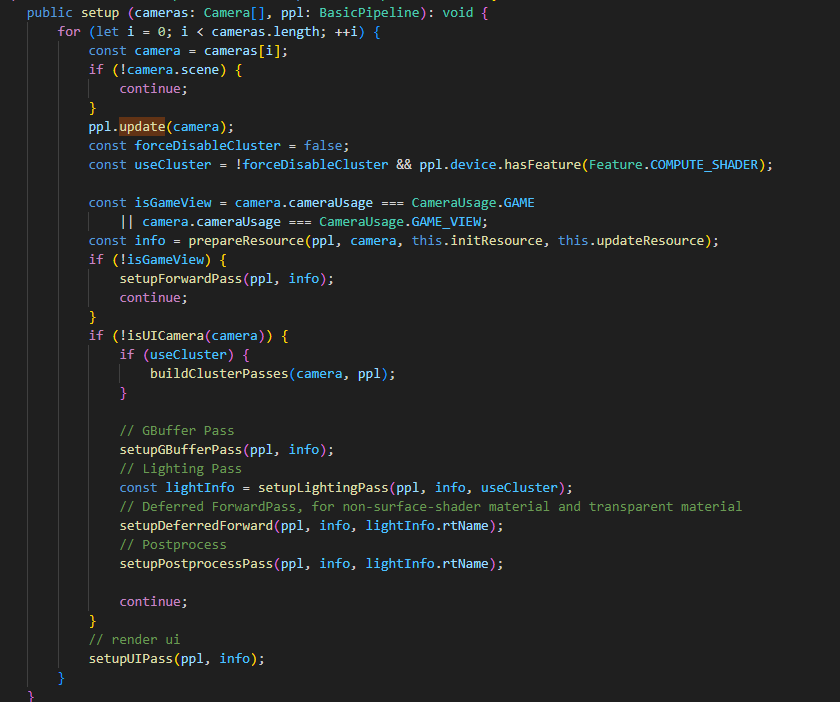 public setup (cameras: Camera[], ppl: BasicPipeline): void {
for (let i = 0; i < cameras.length; ++i) {
const camera = cameras[i];
if (!camera.scene) {
continue;
}
ppl.update(camera);
const forceDisableCluster = false;
const useCluster = !forceDisableCluster && ppl.device.hasFeature(Feature.COMPUTE_SHADER);
const isGameView = camera.cameraUsage === CameraUsage.GAME
|| camera.cameraUsage === CameraUsage.GAME_VIEW;
const info = prepareResource(ppl, camera, this.initResource, this.updateResource);
if (!isGameView) {
setupForwardPass(ppl, info);
continue;
}
if (!isUICamera(camera)) {
if (useCluster) {
buildClusterPasses(camera, ppl);
}
// GBuffer Pass
setupGBufferPass(ppl, info);
// Lighting Pass
const lightInfo = setupLightingPass(ppl, info, useCluster);
// Deferred ForwardPass, for non-surface-shader material and transparent material
setupDeferredForward(ppl, info, lightInfo.rtName);
// Postprocess
setupPostprocessPass(ppl, info, lightInfo.rtName);
continue;
}
// render ui
setupUIPass(ppl, info);
}
}